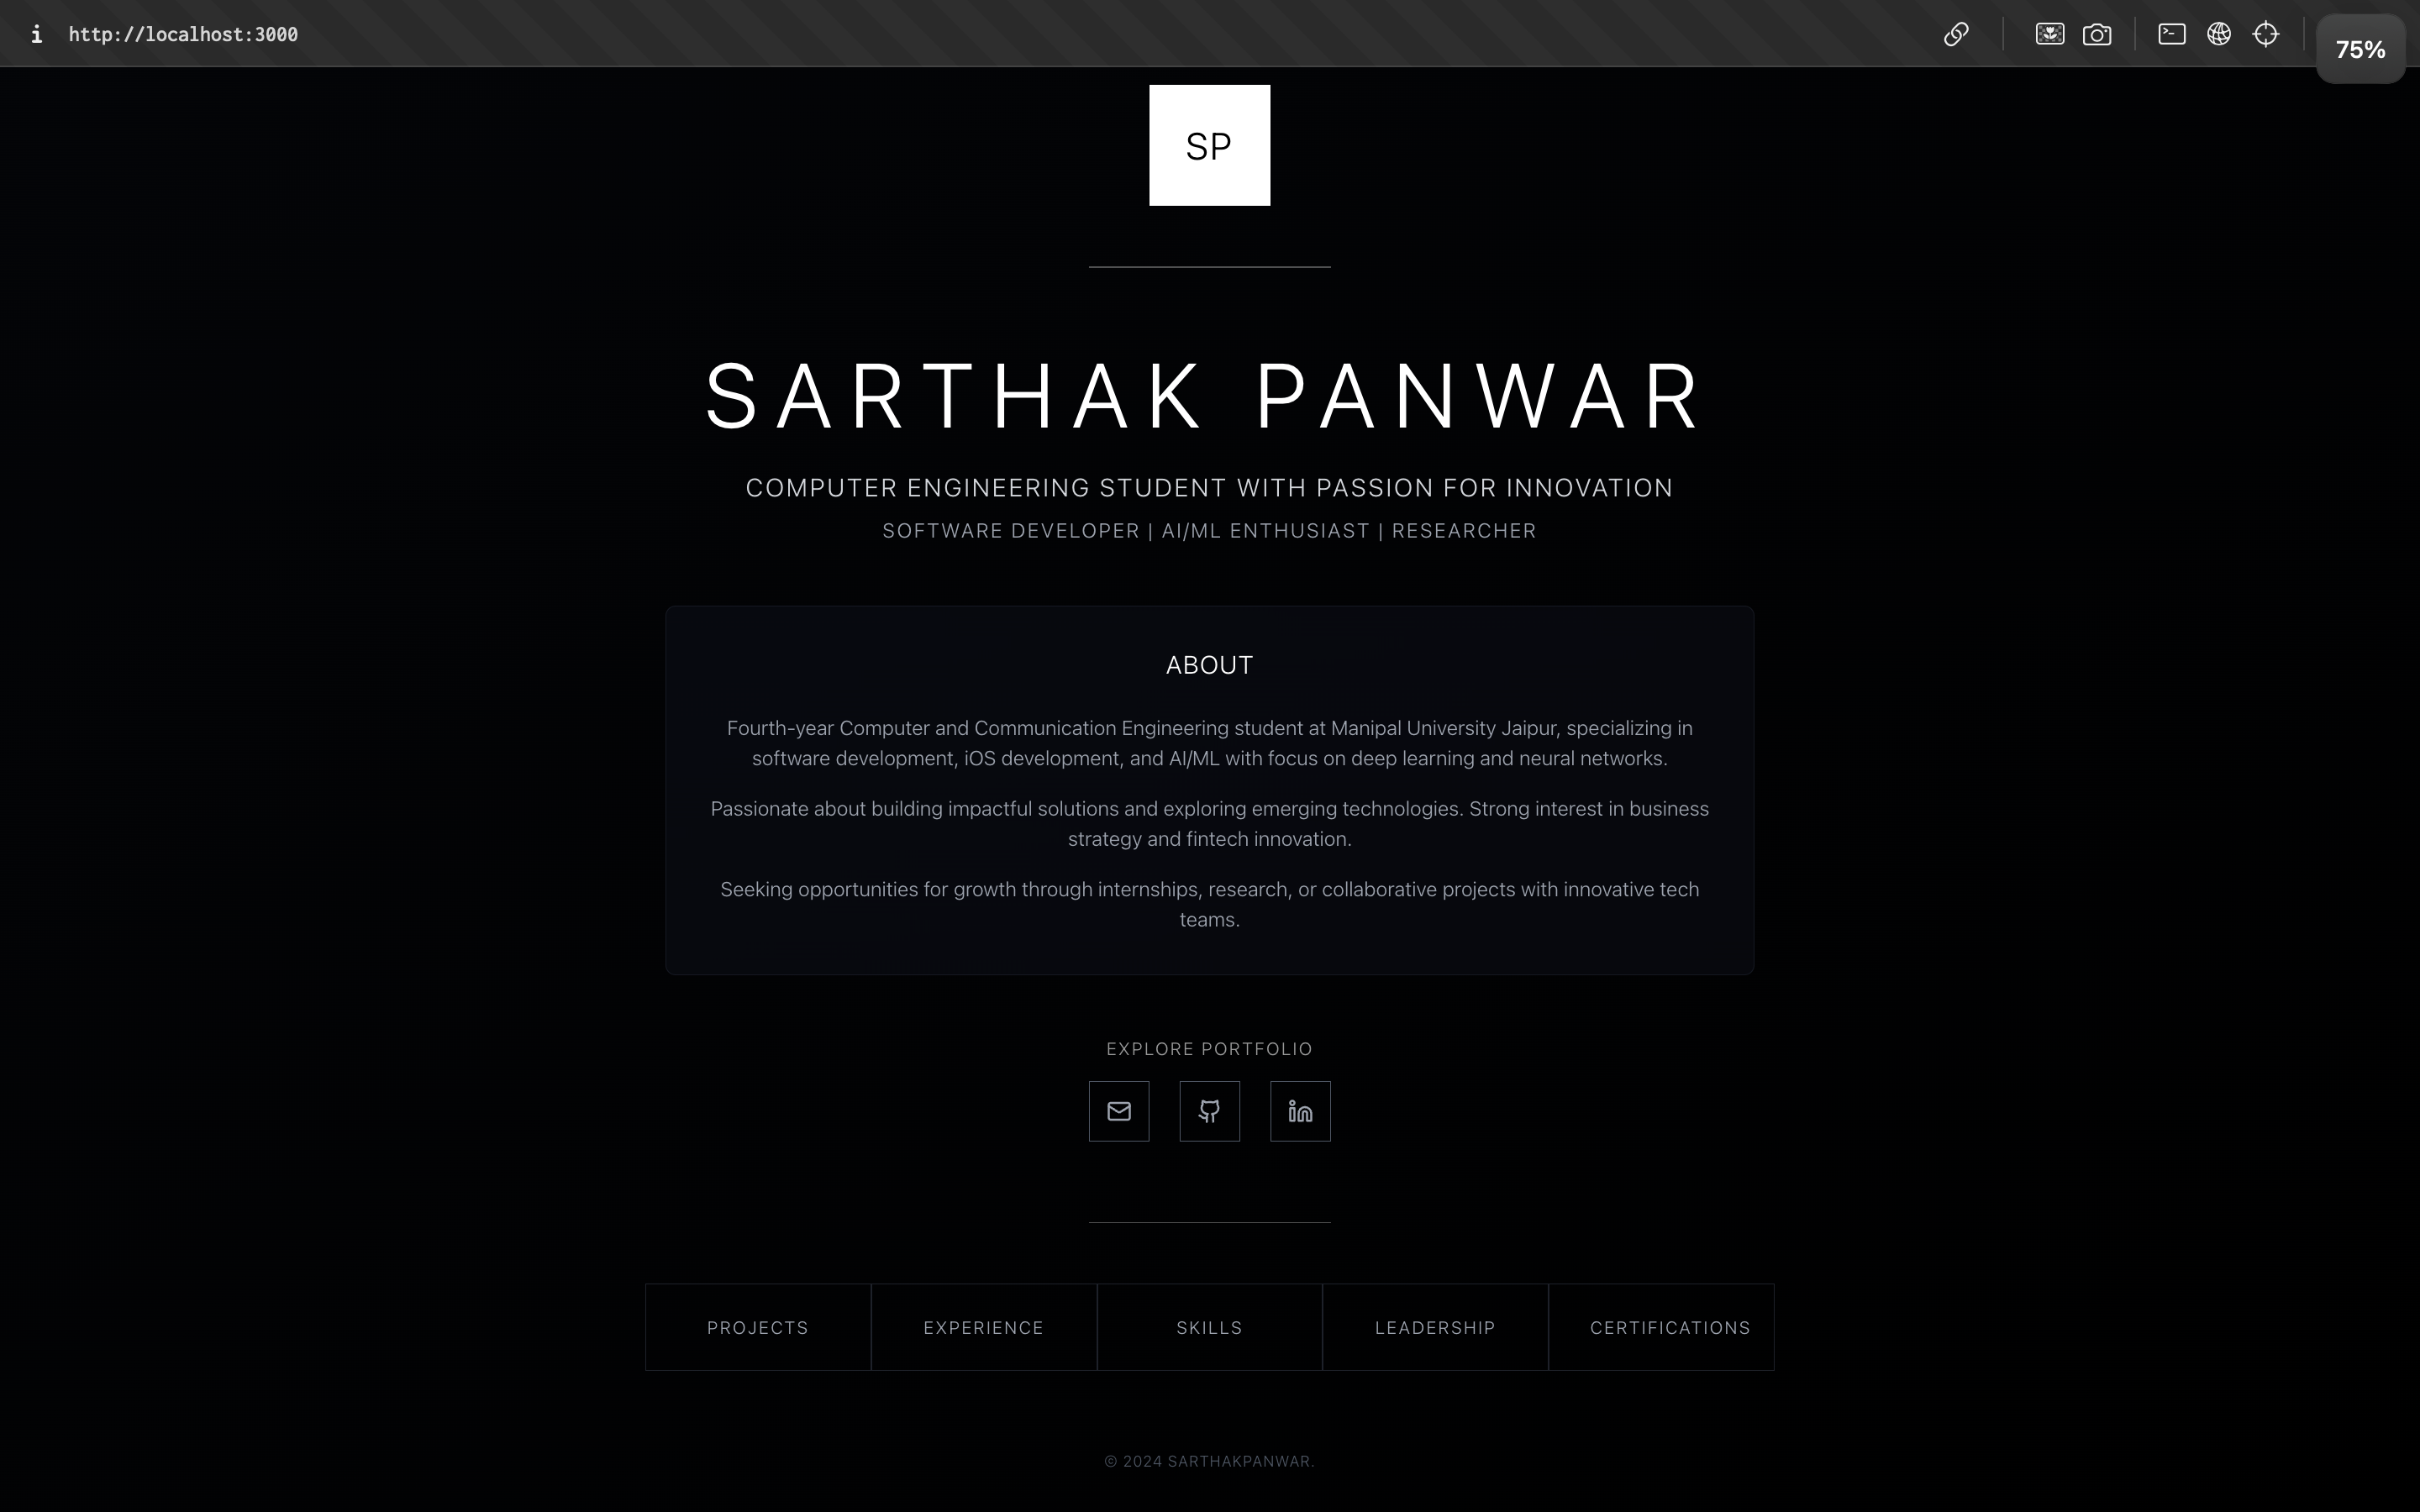 i http://localhost:3000
75%
SP
SARTHAK PANWAR
COMPUTER ENGINEERING STUDENT WITH PASSION FOR INNOVATION
SOFTWARE DEVELOPER | AI/ML ENTHUSIAST | RESEARCHER
ABOUT
Fourth-year Computer and Communication Engineering student at Manipal University Jaipur, specializing in
software development, iOS development, and AI/ML with focus on deep learning and neural networks.
Passionate about building impactful solutions and exploring emerging technologies. Strong interest in business
strategy and fintech innovation.
Seeking opportunities for growth through internships, research, or collaborative projects with innovative tech
teams.
EXPLORE PORTFOLIO
in
PROJECTS EXPERIENCE SKILLS LEADERSHIP CERTIFICATIONS
© 2024 SARTHAKPANWAR.